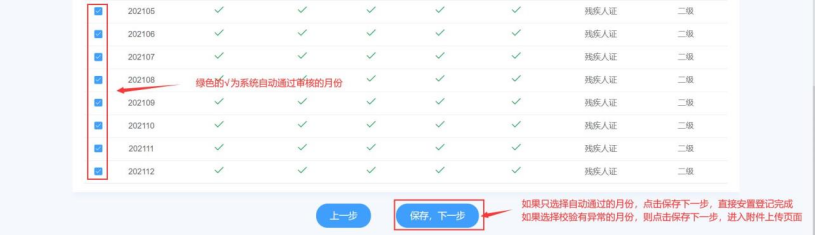 202105 ✓ ✓ ✓ ✓ ✓ 残疾人证 二级
202106 ✓ ✓ ✓ ✓ ✓ 残疾人证 二级
202107 ✓ ✓ ✓ ✓ ✓ 残疾人证 二级
202108 ✓ ✓ ✓ ✓ ✓ 残疾人证 二级
绿色的√为系统自动通过审核的月份
202109 ✓ ✓ ✓ ✓ ✓ 残疾人证 二级
202110 ✓ ✓ ✓ ✓ ✓ 残疾人证 二级
202111 ✓ ✓ ✓ ✓ ✓ 残疾人证 二级
202112 ✓ ✓ ✓ ✓ ✓ 残疾人证 二级
上一步 保存，下一步
如果只选择自动通过的月份，点击保存下一步，直接安置登记完成
如果选择校验有异常的月份，则点击保存下一步，进入附件上传页面